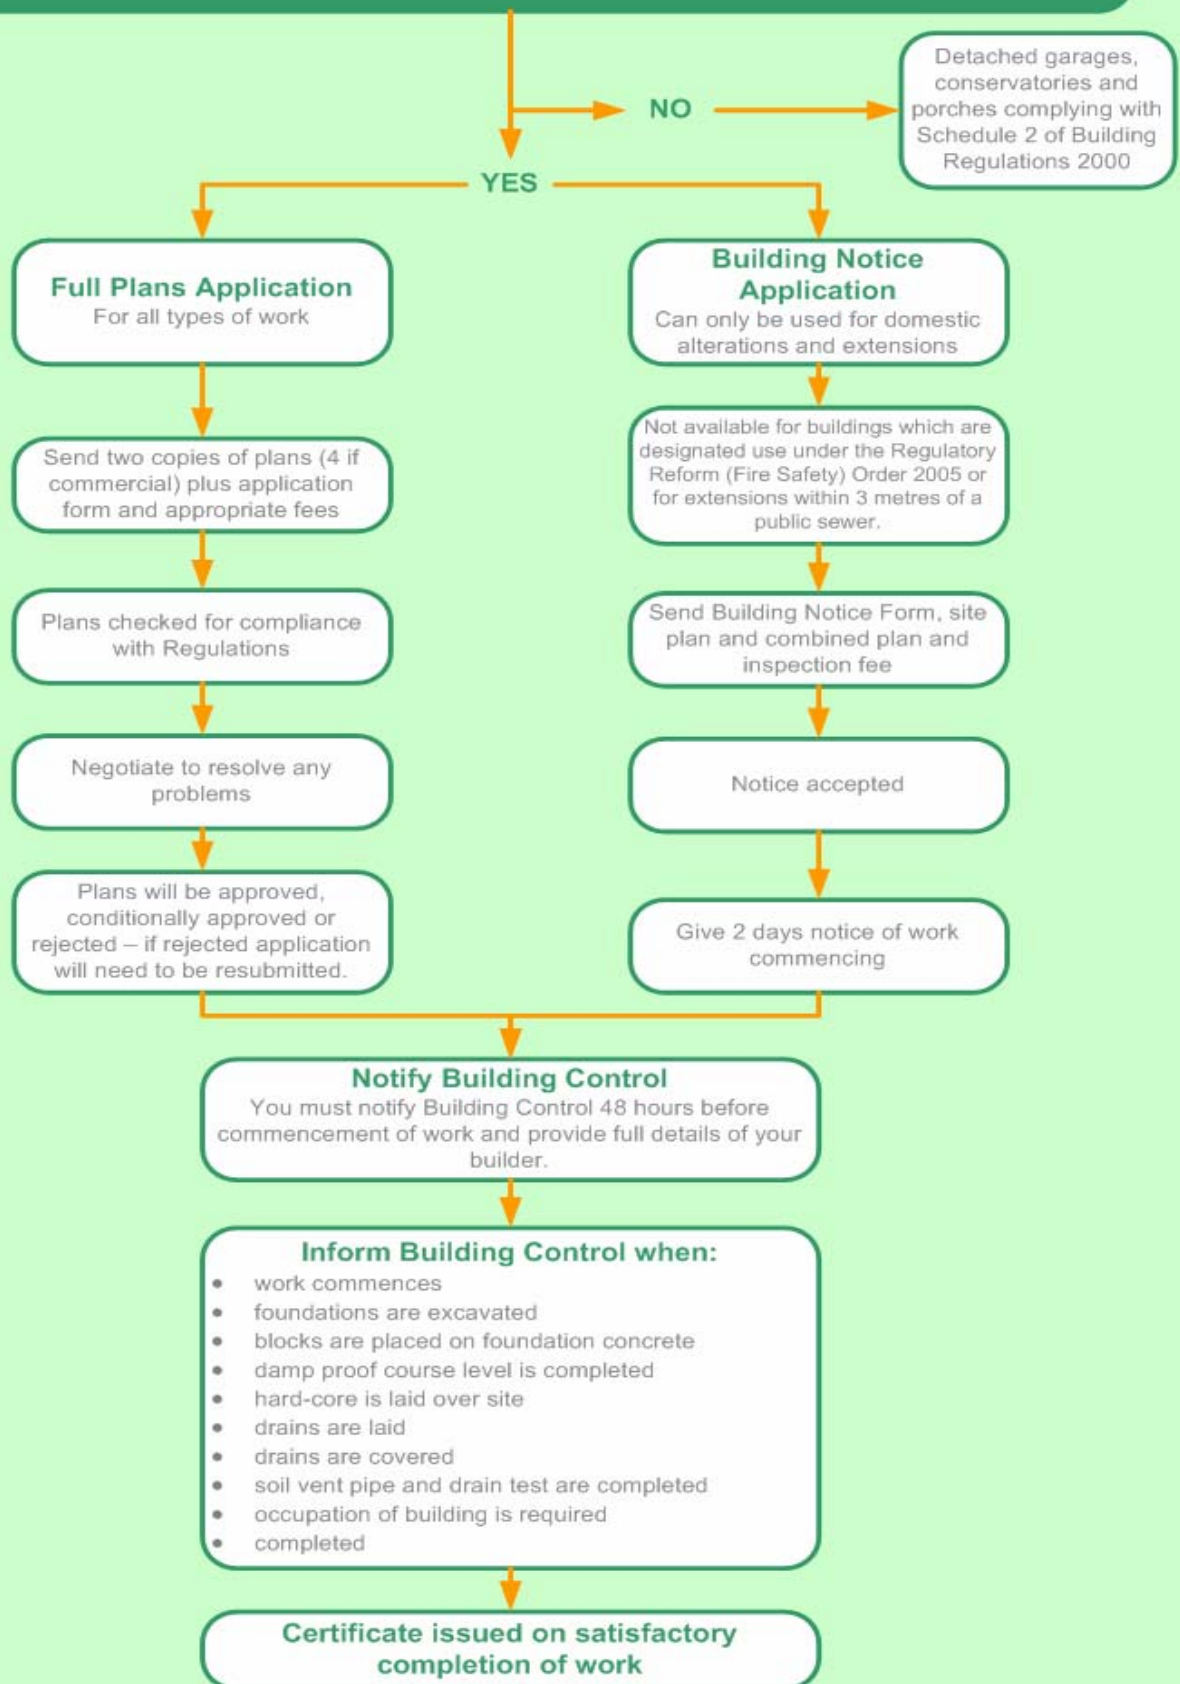 Detached garages,
conservatories and
porches complying with
Schedule 2 of Building
Regulations 2000
NO
YES
Full Plans Application
For all types of work
Send two copies of plans (4 if
commercial) plus application
form and appropriate fees
Plans checked for compliance
with Regulations
Negotiate to resolve any
problems
Plans will be approved,
conditionally approved or
rejected – if rejected application
will need to be resubmitted.
Building Notice
Application
Can only be used for domestic
alterations and extensions
Not available for buildings which are
designated use under the Regulatory
Reform (Fire Safety) Order 2005 or
for extensions within 3 metres of a
public sewer.
Send Building Notice Form, site
plan and combined plan and
inspection fee
Notice accepted
Give 2 days notice of work
commencing
Notify Building Control
You must notify Building Control 48 hours before
commencement of work and provide full details of your
builder.
Inform Building Control when:
• work commences
• foundations are excavated
• blocks are placed on foundation concrete
• damp proof course level is completed
• hard-core is laid over site
• drains are laid
• drains are covered
• soil vent pipe and drain test are completed
• occupation of building is required
• completed
Certificate issued on satisfactory
completion of work